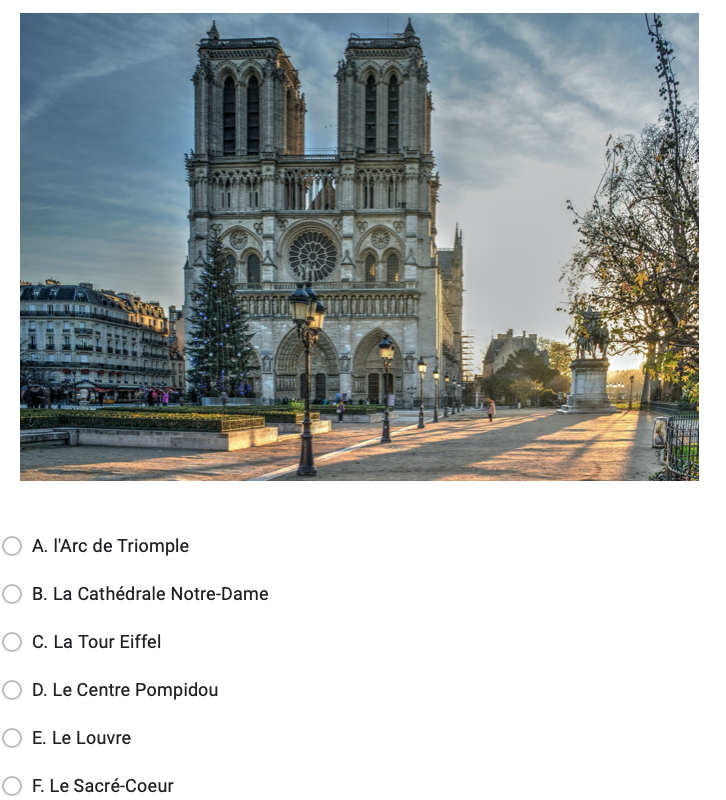 A. l'Arc de Triomple
B. La Cathédrale Notre-Dame
C. La Tour Eiffel
D. Le Centre Pompidou
E. Le Louvre
F. Le Sacré-Coeur